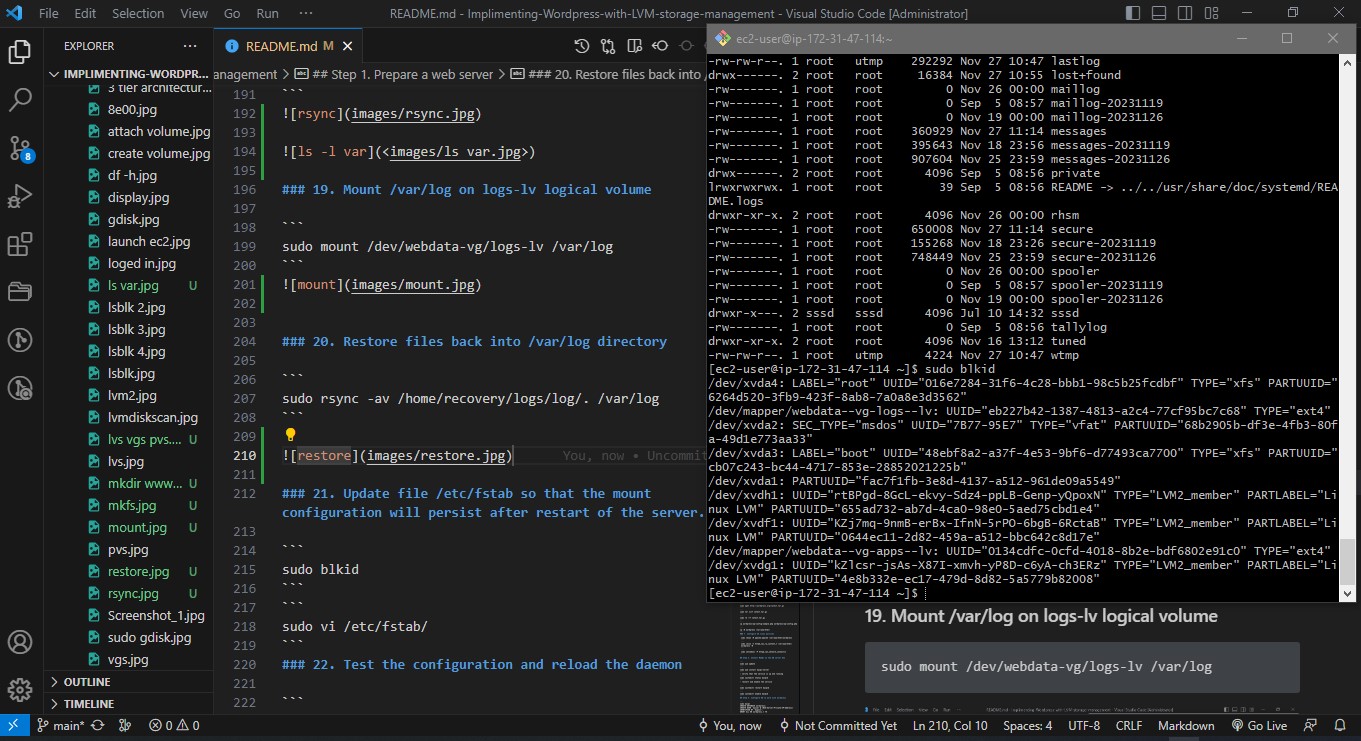 File Edit Selection View Go Run ··· README.md - Implimenting-Wordpress-with-LVM-storage-management - Visual Studio Code [Administrator]
EXPLORER ···
IMPLIMENTING-WORDPR...
3 tier architectur...
8e00.jpg
attach volume.jpg
create volume.jpg
df -h.jpg
display.jpg
gdisk.jpg
launch ec2.jpg
loged in.jpg
ls var.jpg U
lsblk 2.jpg
lsblk 3.jpg
lsblk 4.jpg
lsblk.jpg
lvm2.jpg
lvmdiskscan.jpg
lvs vgs pvs.... U
lvs.jpg
mkdir www... U
mkfs.jpg U
mount.jpg U
pvs.jpg
restore.jpg U
rsync.jpg U
Screenshot_1.jpg
sudo gdisk.jpg
vgs.jpg
OUTLINE
TIMELINE
8
README.md M
anagement > ## Step 1. Prepare a web server > ### 20. Restore files back into
191 ```
192 ![rsync](images/rsync.jpg)
193
194 ![ls -l var](<images/ls var.jpg>)
195
196 ### 19. Mount /var/log on logs-lv logical volume
197
198 ```
199 sudo mount /dev/webdata-vg/logs-lv /var/log
200 ```
201 ![mount](images/mount.jpg)
202
203
204 ### 20. Restore files back into /var/log directory
205
206 ```
207 sudo rsync -av /home/recovery/logs/log/. /var/log
208 ```
209
210 ![restore](images/restore.jpg) You, now • Uncommit
211
212 ### 21. Update file /etc/fstab so that the mount
configuration will persist after restart of the server.
213
214 ```
215 sudo blkid
216 ```
217 ```
218 sudo vi /etc/fstab/
219 ```
220 ### 22. Test the configuration and reload the daemon
221
222 ```
ec2-user@ip-172-31-47-114:~
-rw-rw-r--. 1 root utmp 292292 Nov 27 10:47 lastlog
drwx------. 2 root root 16384 Nov 27 10:55 lost+found
-rw-------. 1 root root 0 Nov 26 00:00 maillog
-rw-------. 1 root root 0 Sep 5 08:57 maillog-20231119
-rw-------. 1 root root 0 Nov 19 00:00 maillog-20231126
-rw-------. 1 root root 360929 Nov 27 11:14 messages
-rw-------. 1 root root 395643 Nov 18 23:56 messages-20231119
-rw-------. 1 root root 907604 Nov 25 23:59 messages-20231126
drwx------. 2 root root 4096 Sep 5 08:56 private
lrwxrwxrwx. 1 root root 39 Sep 5 08:56 README -> ../../usr/share/doc/systemd/REA
DME.logs
drwxr-xr-x. 2 root root 4096 Nov 26 00:00 rhsm
-rw-------. 1 root root 650008 Nov 27 11:14 secure
-rw-------. 1 root root 155268 Nov 18 23:26 secure-20231119
-rw-------. 1 root root 748449 Nov 25 23:59 secure-20231126
-rw-------. 1 root root 0 Nov 26 00:00 spooler
-rw-------. 1 root root 0 Sep 5 08:57 spooler-20231119
-rw-------. 1 root root 0 Nov 19 00:00 spooler-20231126
drwxr-x---. 2 sssd sssd 4096 Jul 10 14:32 sssd
-rw-------. 1 root root 0 Sep 5 08:56 tallylog
drwxr-xr-x. 2 root root 4096 Nov 16 13:12 tuned
-rw-rw-r--. 1 root utmp 4224 Nov 27 10:47 wtmp
[ec2-user@ip-172-31-47-114 ~]$ sudo blkid
/dev/xvda4: LABEL="root" UUID="016e7284-31f6-4c28-bbb1-98c5b25fcdbf" TYPE="xfs" PARTUUID="
6264d520-3fb9-423f-8ab8-7a0a8e3d3562"
/dev/mapper/webdata--vg-logs--lv: UUID="eb227b42-1387-4813-a2c4-77cf95bc7c68" TYPE="ext4"
/dev/xvda2: SEC_TYPE="msdos" UUID="7B77-95E7" TYPE="vfat" PARTUUID="68b2905b-df3e-4fb3-80f
a-49d1e773aa33"
/dev/xvda3: LABEL="boot" UUID="48ebf8a2-a37f-4e53-9bf6-d77493ca7700" TYPE="xfs" PARTUUID="
cb07c243-bc44-4717-853e-28852021225b"
/dev/xvda1: PARTUUID="fac7f1fb-3e8d-4137-a512-961de09a5549"
/dev/xvdh1: UUID="rtBPgd-8GcL-ekvy-Sdz4-ppLB-Genp-yQpoxN" TYPE="LVM2_member" PARTLABEL="Li
nux LVM" PARTUUID="655ad732-ab7d-4ca0-98e0-5aed75cbd1e4"
/dev/xvdf1: UUID="KZj7mq-9nmB-erBx-IfnN-5rPO-6bgB-6RctaB" TYPE="LVM2_member" PARTLABEL="Li
nux LVM" PARTUUID="0644ec11-2d82-459a-a512-bbc642c8d17e"
/dev/mapper/webdata--vg-apps--lv: UUID="0134cdfc-0cfd-4018-8b2e-bdf6802e91c0" TYPE="ext4"
/dev/xvdg1: UUID="kZlcsr-jsAs-X87I-xmvh-yP8D-c6yA-ch3ERz" TYPE="LVM2_member" PARTLABEL="Li
nux LVM" PARTUUID="4e8b332e-ec17-479d-8d82-5a5779b82008"
[ec2-user@ip-172-31-47-114 ~]$
19. Mount /var/log on logs-lv logical volume
sudo mount /dev/webdata-vg/logs-lv /var/log
main* 0 0 You, now Not Committed Yet Ln 210, Col 10 Spaces: 4 UTF-8 CRLF Markdown Go Live